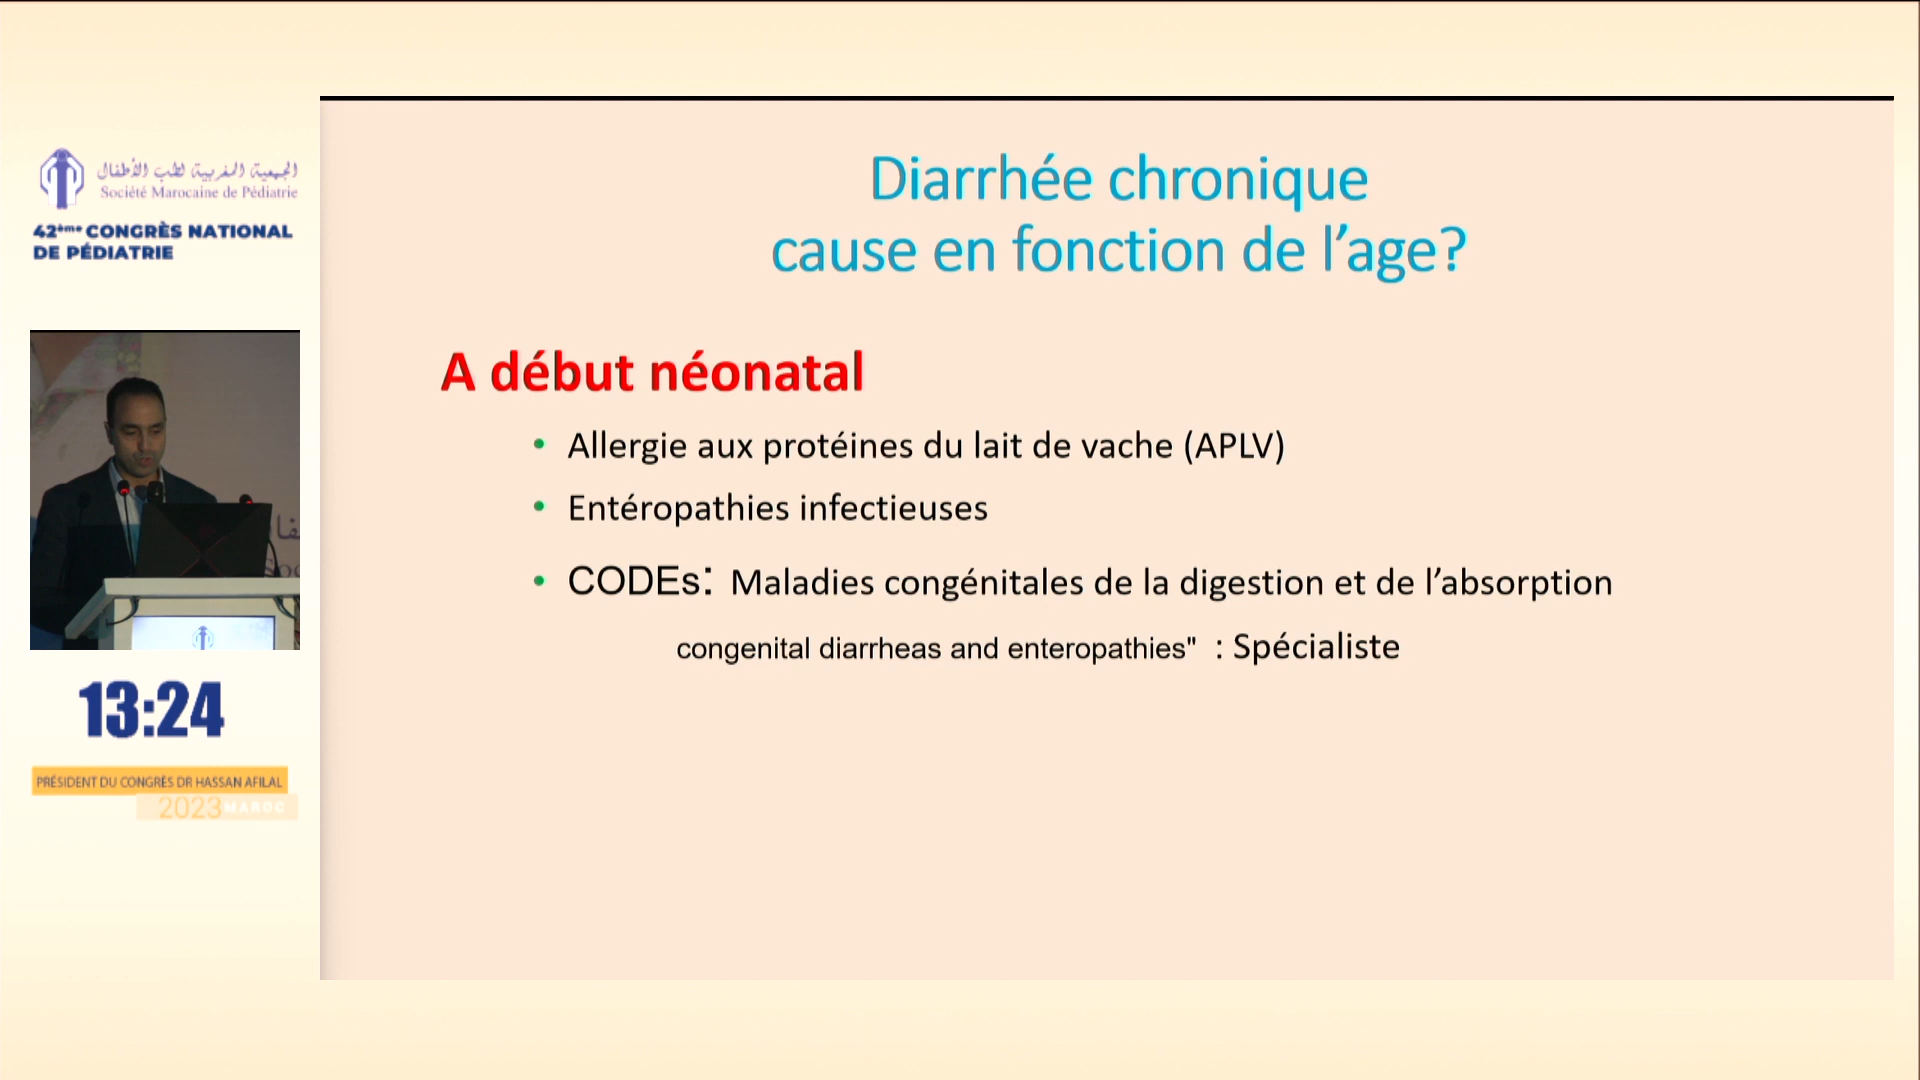 الجمعية المغربية لطب الأطفال
Société Marocaine de Pédiatrie
42ème CONGRÈS NATIONAL
DE PÉDIATRIE
13:24
PRÉSIDENT DU CONGRÈS DR HASSAN AFILAL
2023 MAROC
Diarrhée chronique
cause en fonction de l’age?
A début néonatal
• Allergie aux protéines du lait de vache (APLV)
• Entéropathies infectieuses
• CODEs: Maladies congénitales de la digestion et de l’absorption
congenital diarrheas and enteropathies" : Spécialiste